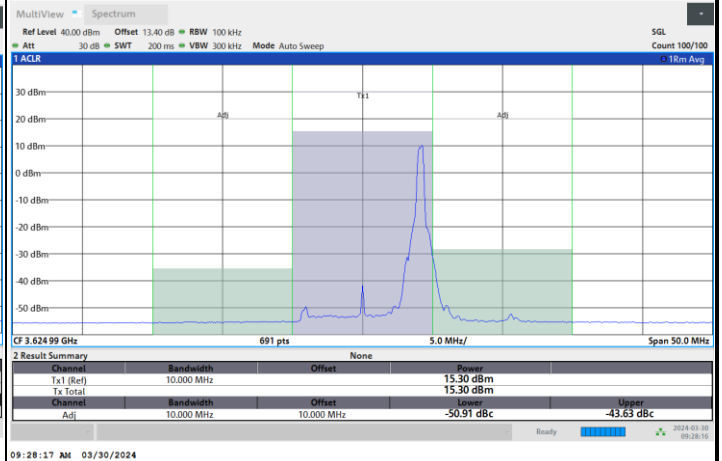 MultiView Spectrum
Ref Level 40.00 dBm Offset 13.40 dB RBW 100 kHz SGL
Att 30 dB SWT 200 ms VBW 300 kHz Mode Auto Sweep Count 100/100
1 ACLR 1Rm Avg
30 dBm
Tx1
20 dBm
Adj Adj
10 dBm
0 dBm
-10 dBm
-20 dBm
-30 dBm
-40 dBm
-50 dBm
CF 3.62499 GHz 691 pts 5.0 MHz/ Span 50.0 MHz
2 Result Summary None
Channel Bandwidth Offset Power
Tx1 (Ref) 10.000 MHz 15.30 dBm
Tx Total 15.30 dBm
Channel Bandwidth Offset Lower Upper
Adj 10.000 MHz 10.000 MHz -50.91 dBc -43.63 dBc
Ready 2024-03-30
09:28:16
09:28:17 AM 03/30/2024